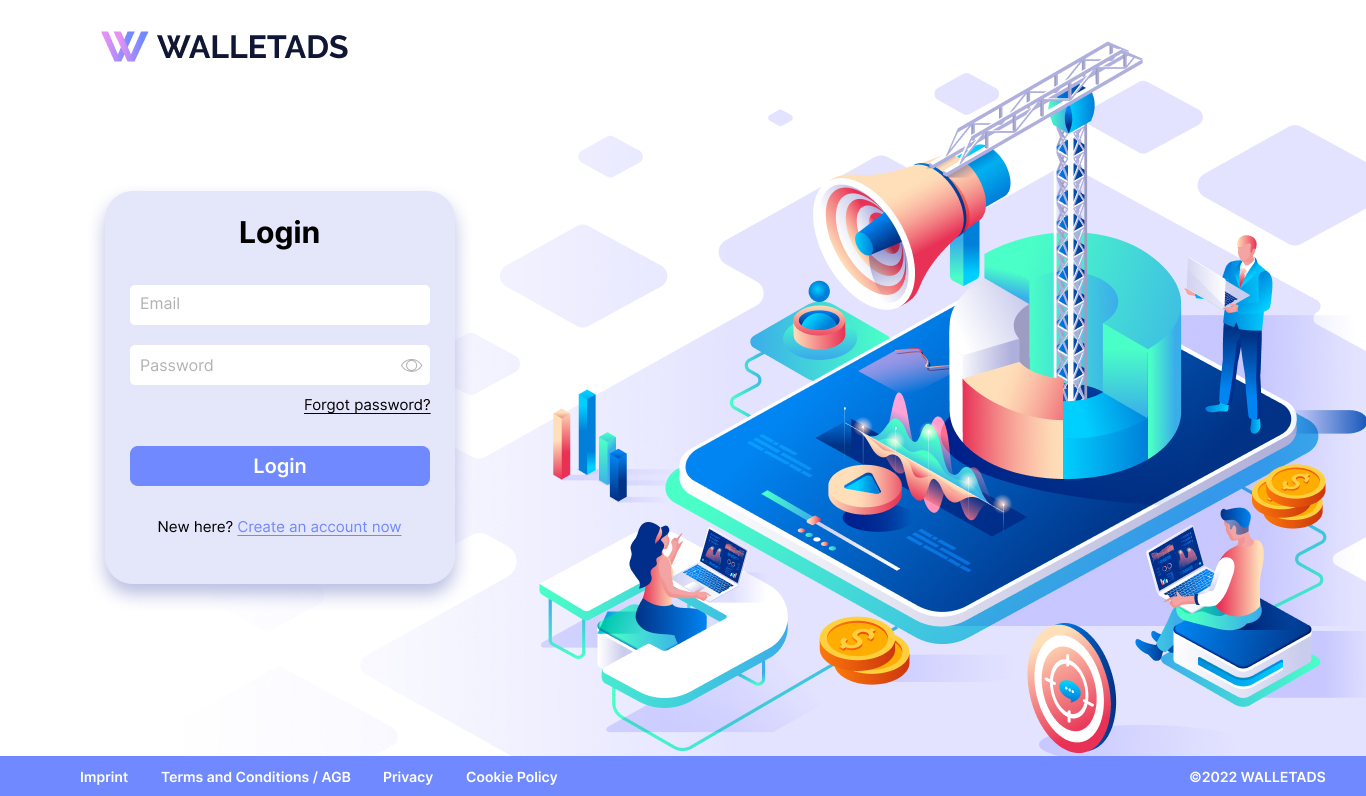 WALLETADS
Login
Email
Password
Forgot password?
Login
New here? Create an account now
Imprint Terms and Conditions / AGB Privacy Cookie Policy ©2022 WALLETADS